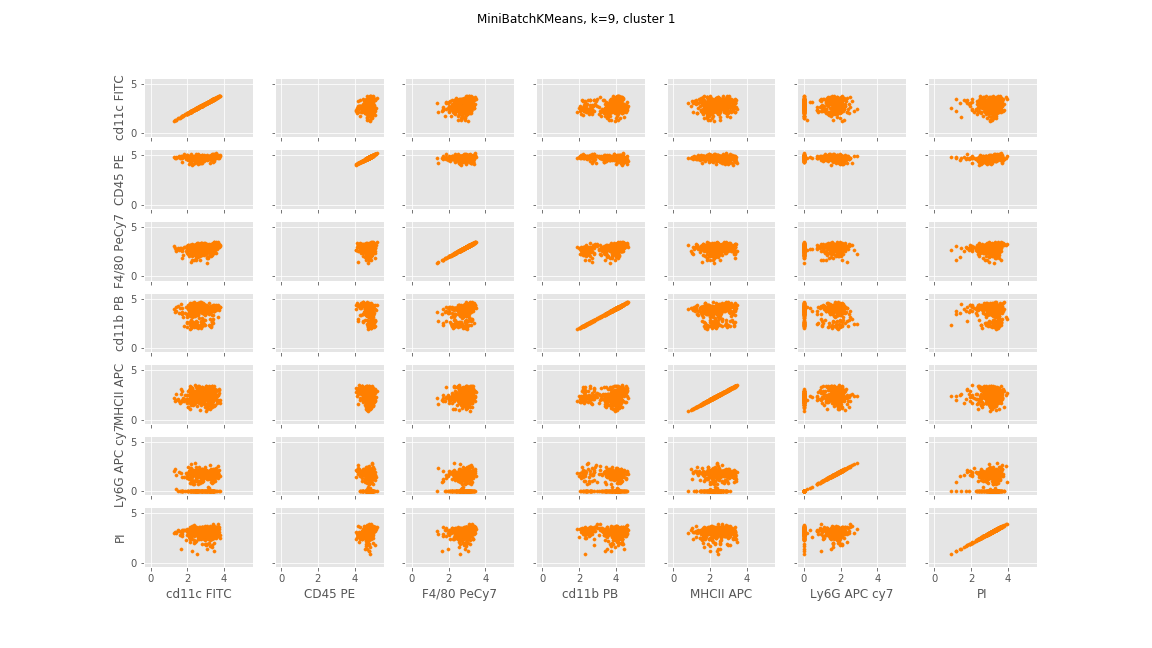 MiniBatchKMeans, k=9, cluster 1
cd11c FITC
5
0
CD45 PE
5
0
F4/80 PeCy7
5
0
cd11b PB
5
0
MHCII APC
5
0
Ly6G APC cy7
5
0
PI
5
0
0 2 4 0 2 4 0 2 4 0 2 4 0 2 4 0 2 4 0 2 4
cd11c FITC CD45 PE F4/80 PeCy7 cd11b PB MHCII APC Ly6G APC cy7 PI